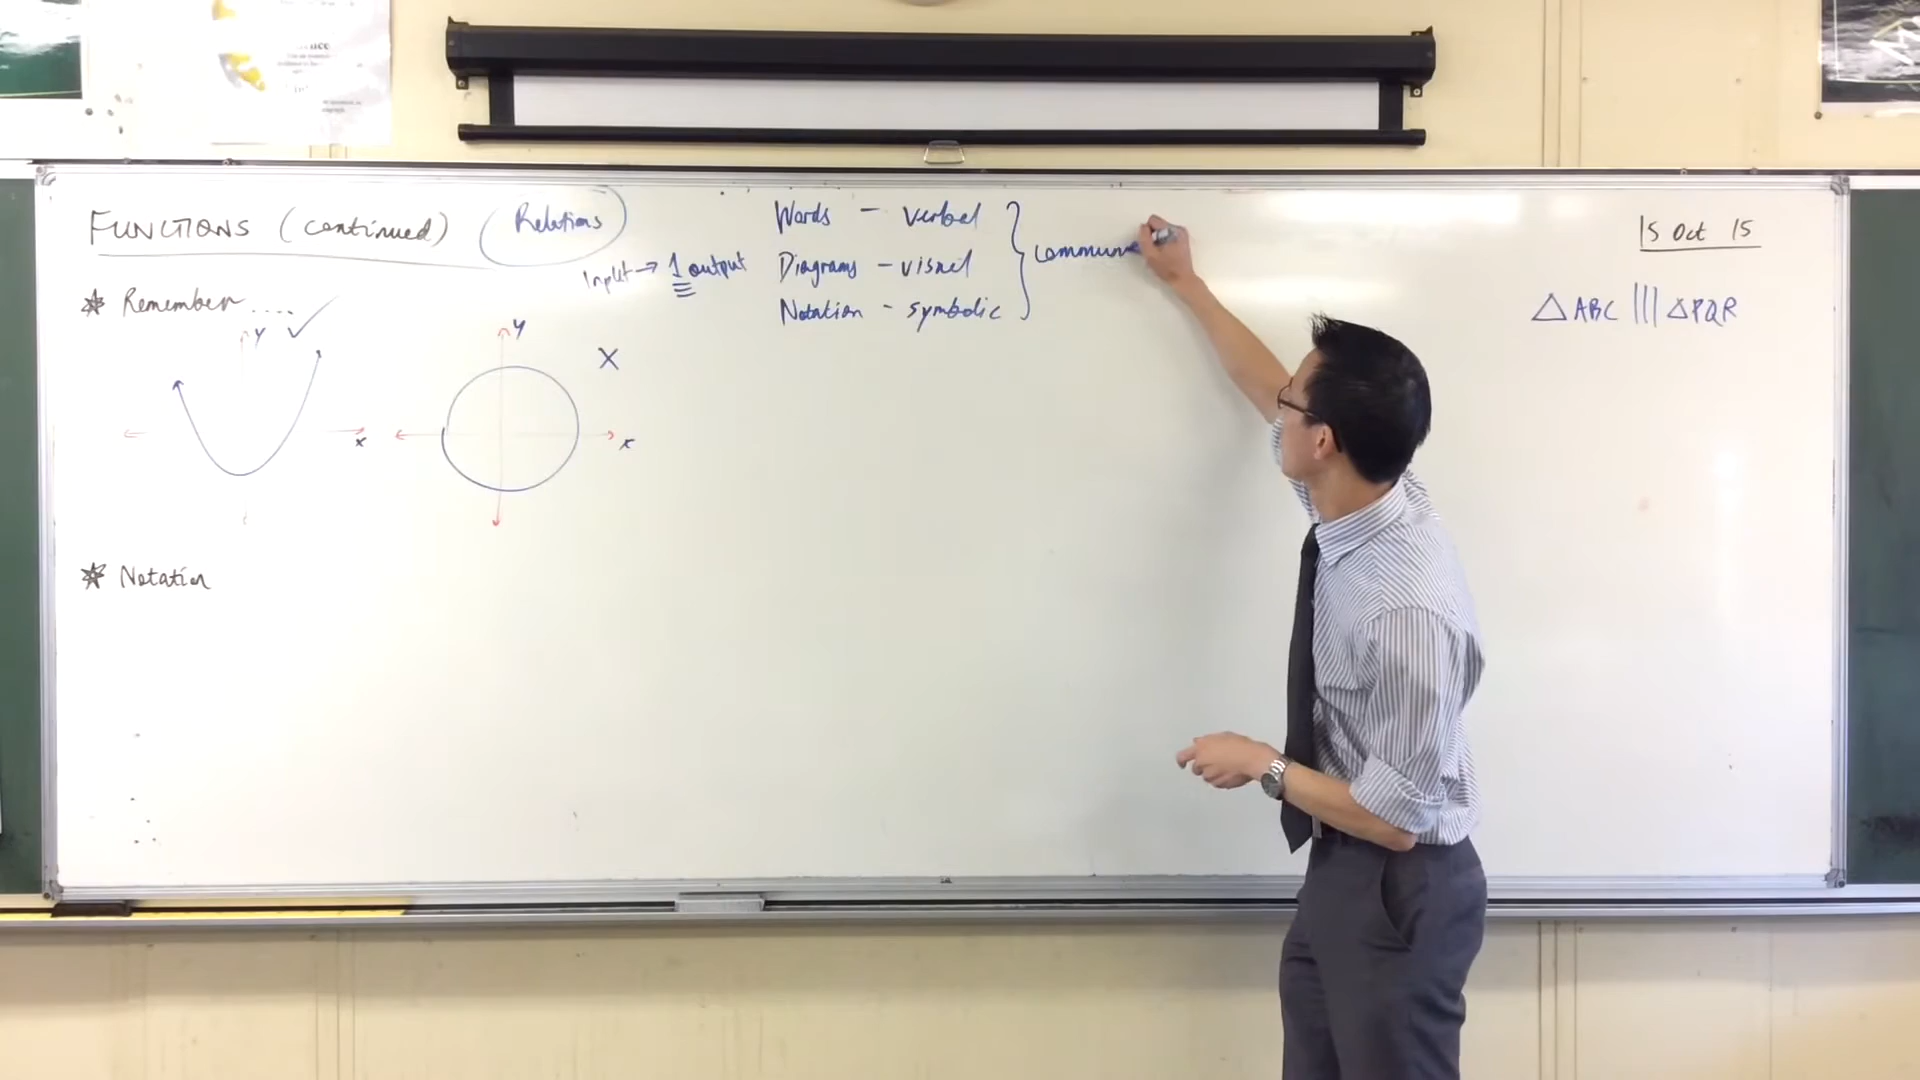 FUNCTIONS (continued) (Relations)
Words - verbal
Input → 1 output Diagrams - visual
Notation - symbolic
} commun
15 Oct 15
△ABC ||| △PQR
* Remember .... ✓
y
x
y
X
x
* Notation